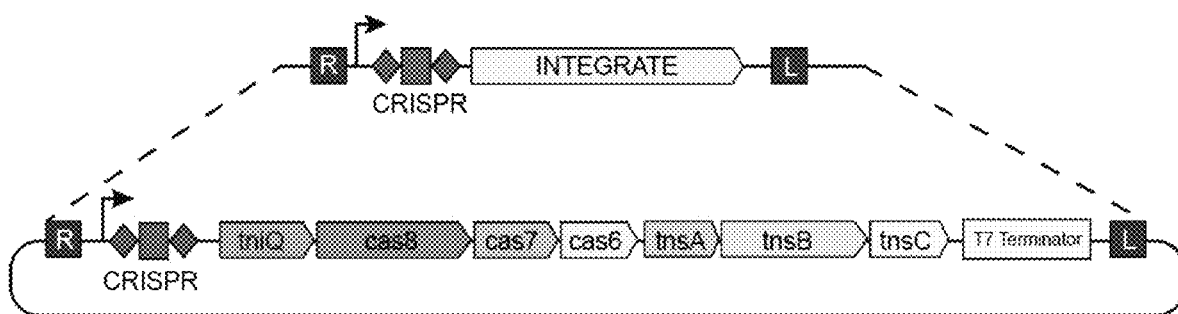 R INTEGRATE L
CRISPR
R tniQ cas8 cas7 cas6 tnsA tnsB tnsC T7 Terminator L
CRISPR